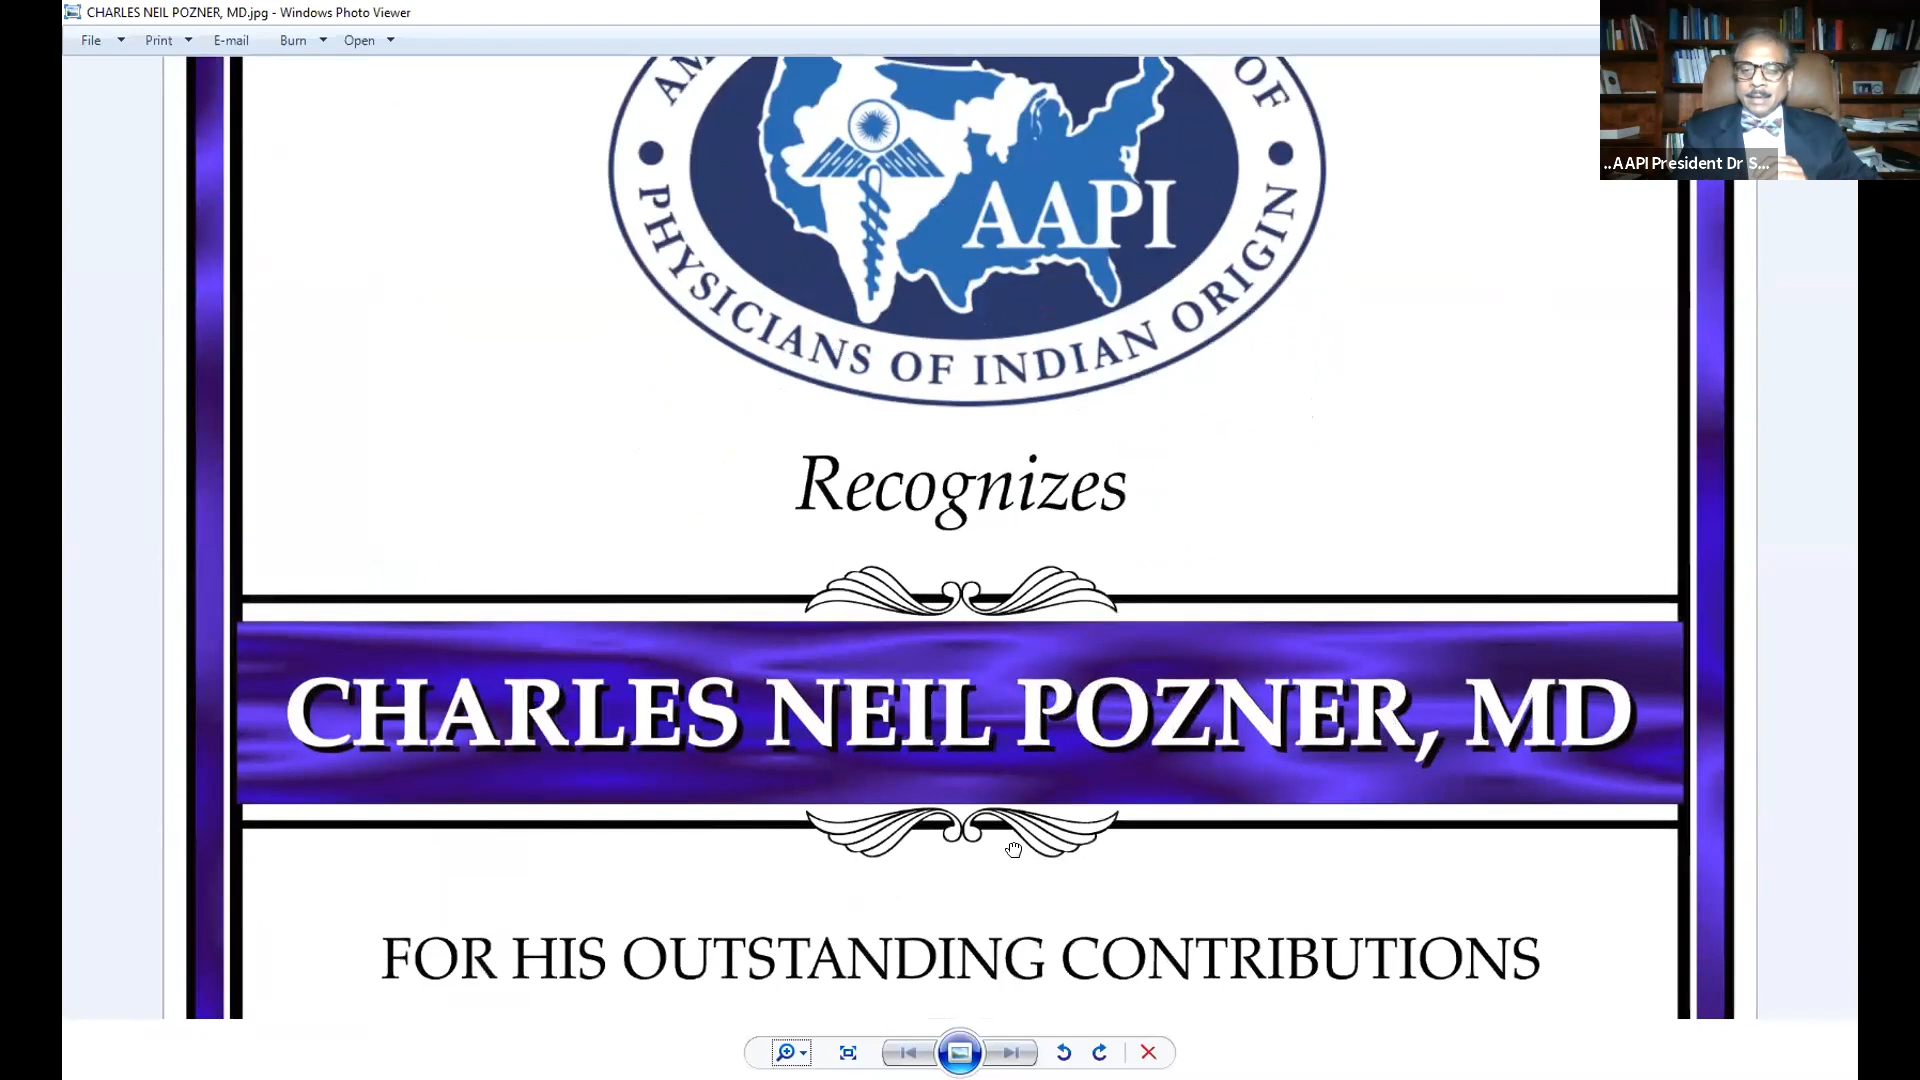 CHARLES NEIL POZNER, MD.jpg - Windows Photo Viewer
File Print E-mail Burn Open
..AAPI President Dr S...
OF
AAPI
PHYSICIANS OF INDIAN ORIGIN
Recognizes
CHARLES NEIL POZNER, MD
FOR HIS OUTSTANDING CONTRIBUTIONS